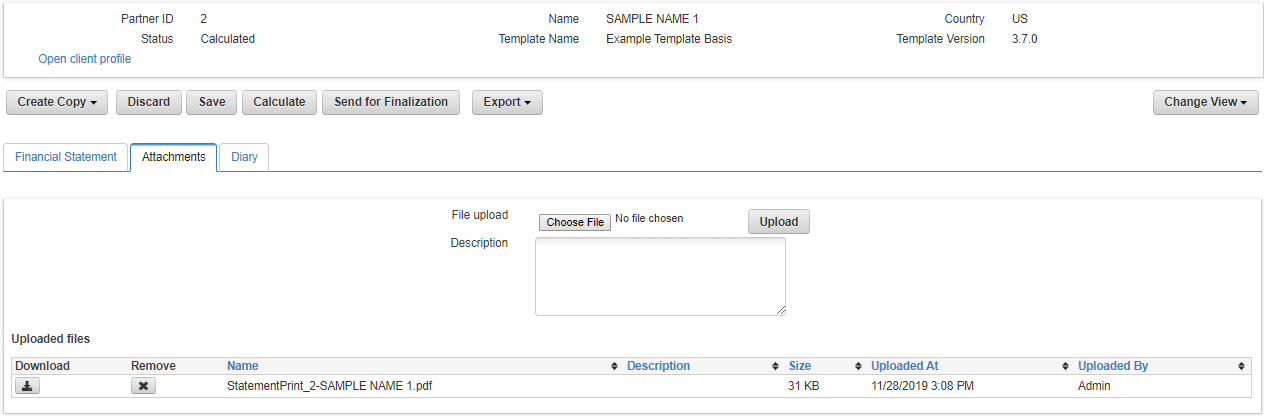 Partner ID 2 Name SAMPLE NAME 1 Country US
Status Calculated Template Name Example Template Basis Template Version 3.7.0
Open client profile
Create Copy Discard Save Calculate Send for Finalization Export Change View
Financial Statement Attachments Diary
File upload Choose File No file chosen Upload
Description
Uploaded files
Download Remove Name Description Size Uploaded At Uploaded By
StatementPrint_2-SAMPLE NAME 1.pdf 31 KB 11/28/2019 3:08 PM Admin